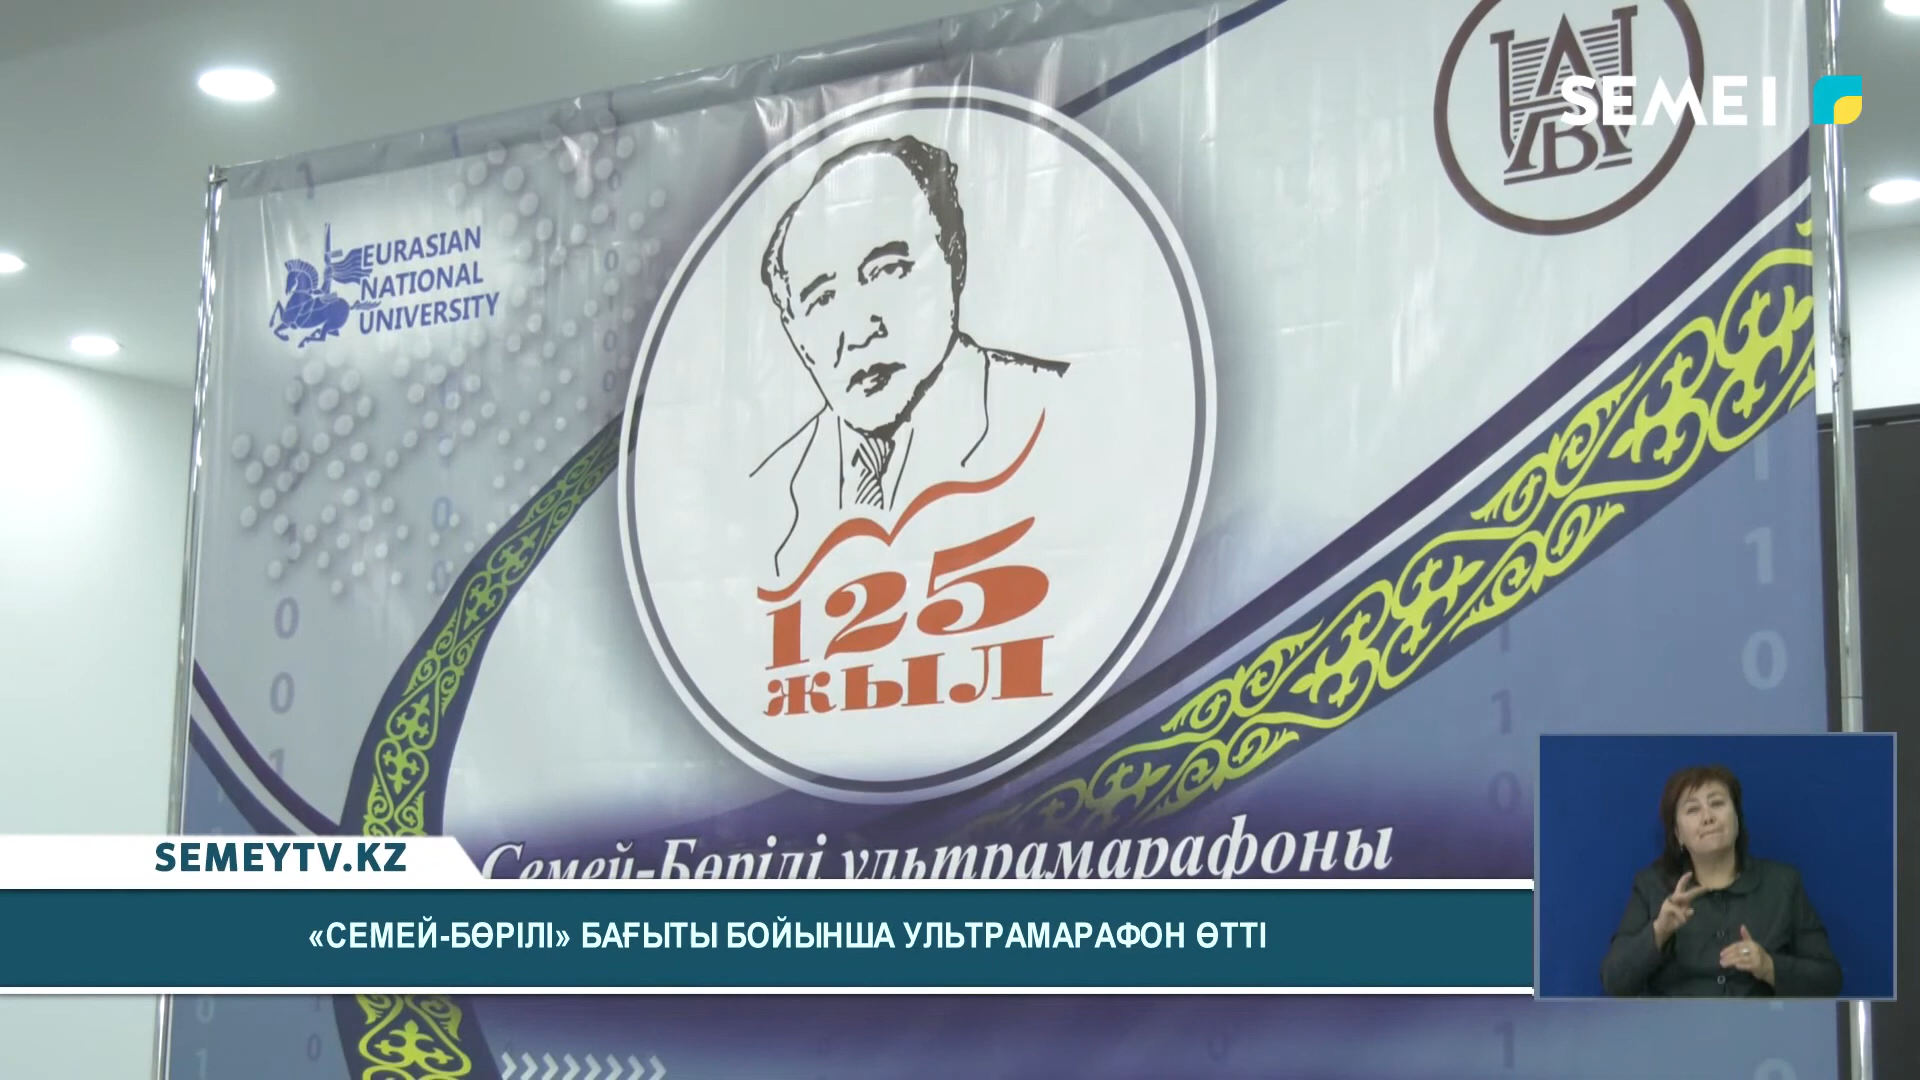 SEMEI
EURASIAN
NATIONAL
UNIVERSITY
125
ЖЫЛ
Семей-Бөрілі ультрамарафоны
SEMEYTV.KZ
«СЕМЕЙ-БӨРІЛІ» БАҒЫТЫ БОЙЫНША УЛЬТРАМАРАФОН ӨТТІ